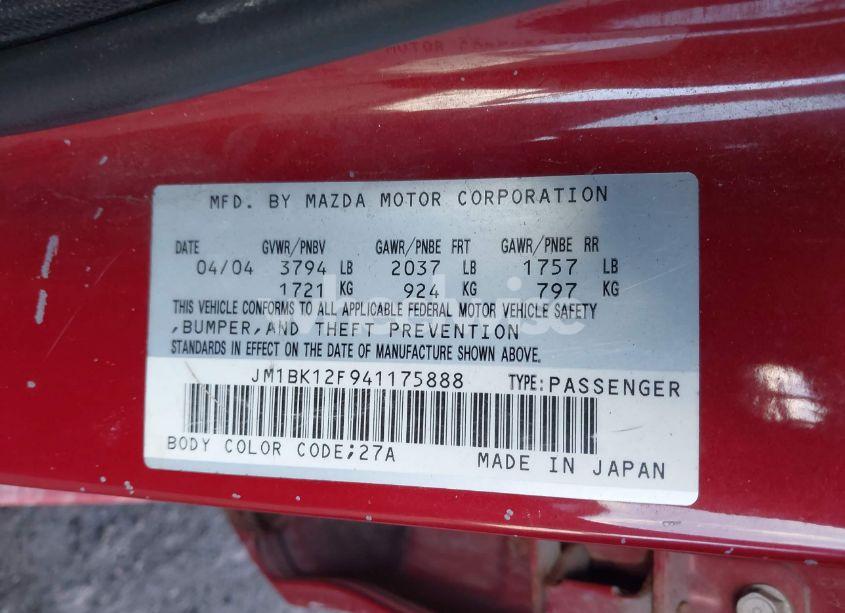 MFD. BY MAZDA MOTOR CORPORATION
DATE GVWR/PNBV GAWR/PNBE FRT GAWR/PNBE RR
04/04 3794 LB 2037 LB 1757 LB
1721 KG 924 KG 797 KG
THIS VEHICLE CONFORMS TO ALL APPLICABLE FEDERAL MOTOR VEHICLE SAFETY
,BUMPER,AND THEFT PREVENTION
STANDARDS IN EFFECT ON THE DATE OF MANUFACTURE SHOWN ABOVE.
JM1BK12F941175888 TYPE:PASSENGER
BODY COLOR CODE;27A
MADE IN JAPAN